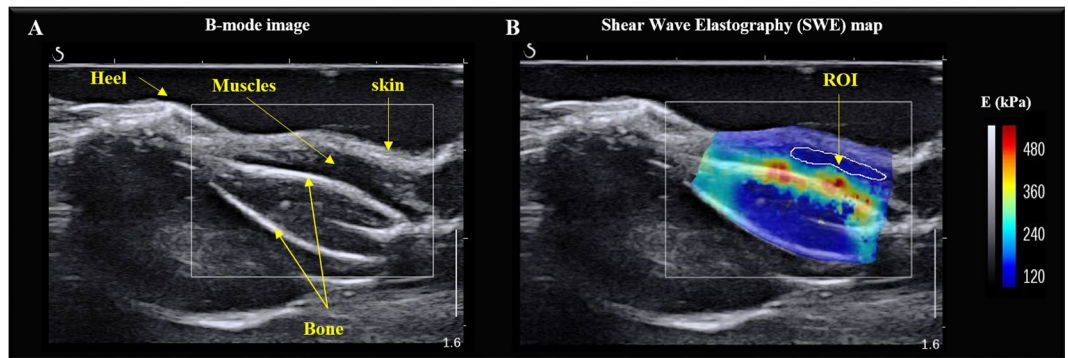 A
B-mode image
B
Shear Wave Elastography (SWE) map
Heel
Muscles
skin
ROI
E (kPa)
480
360
240
120
Bone
1.6
1.6